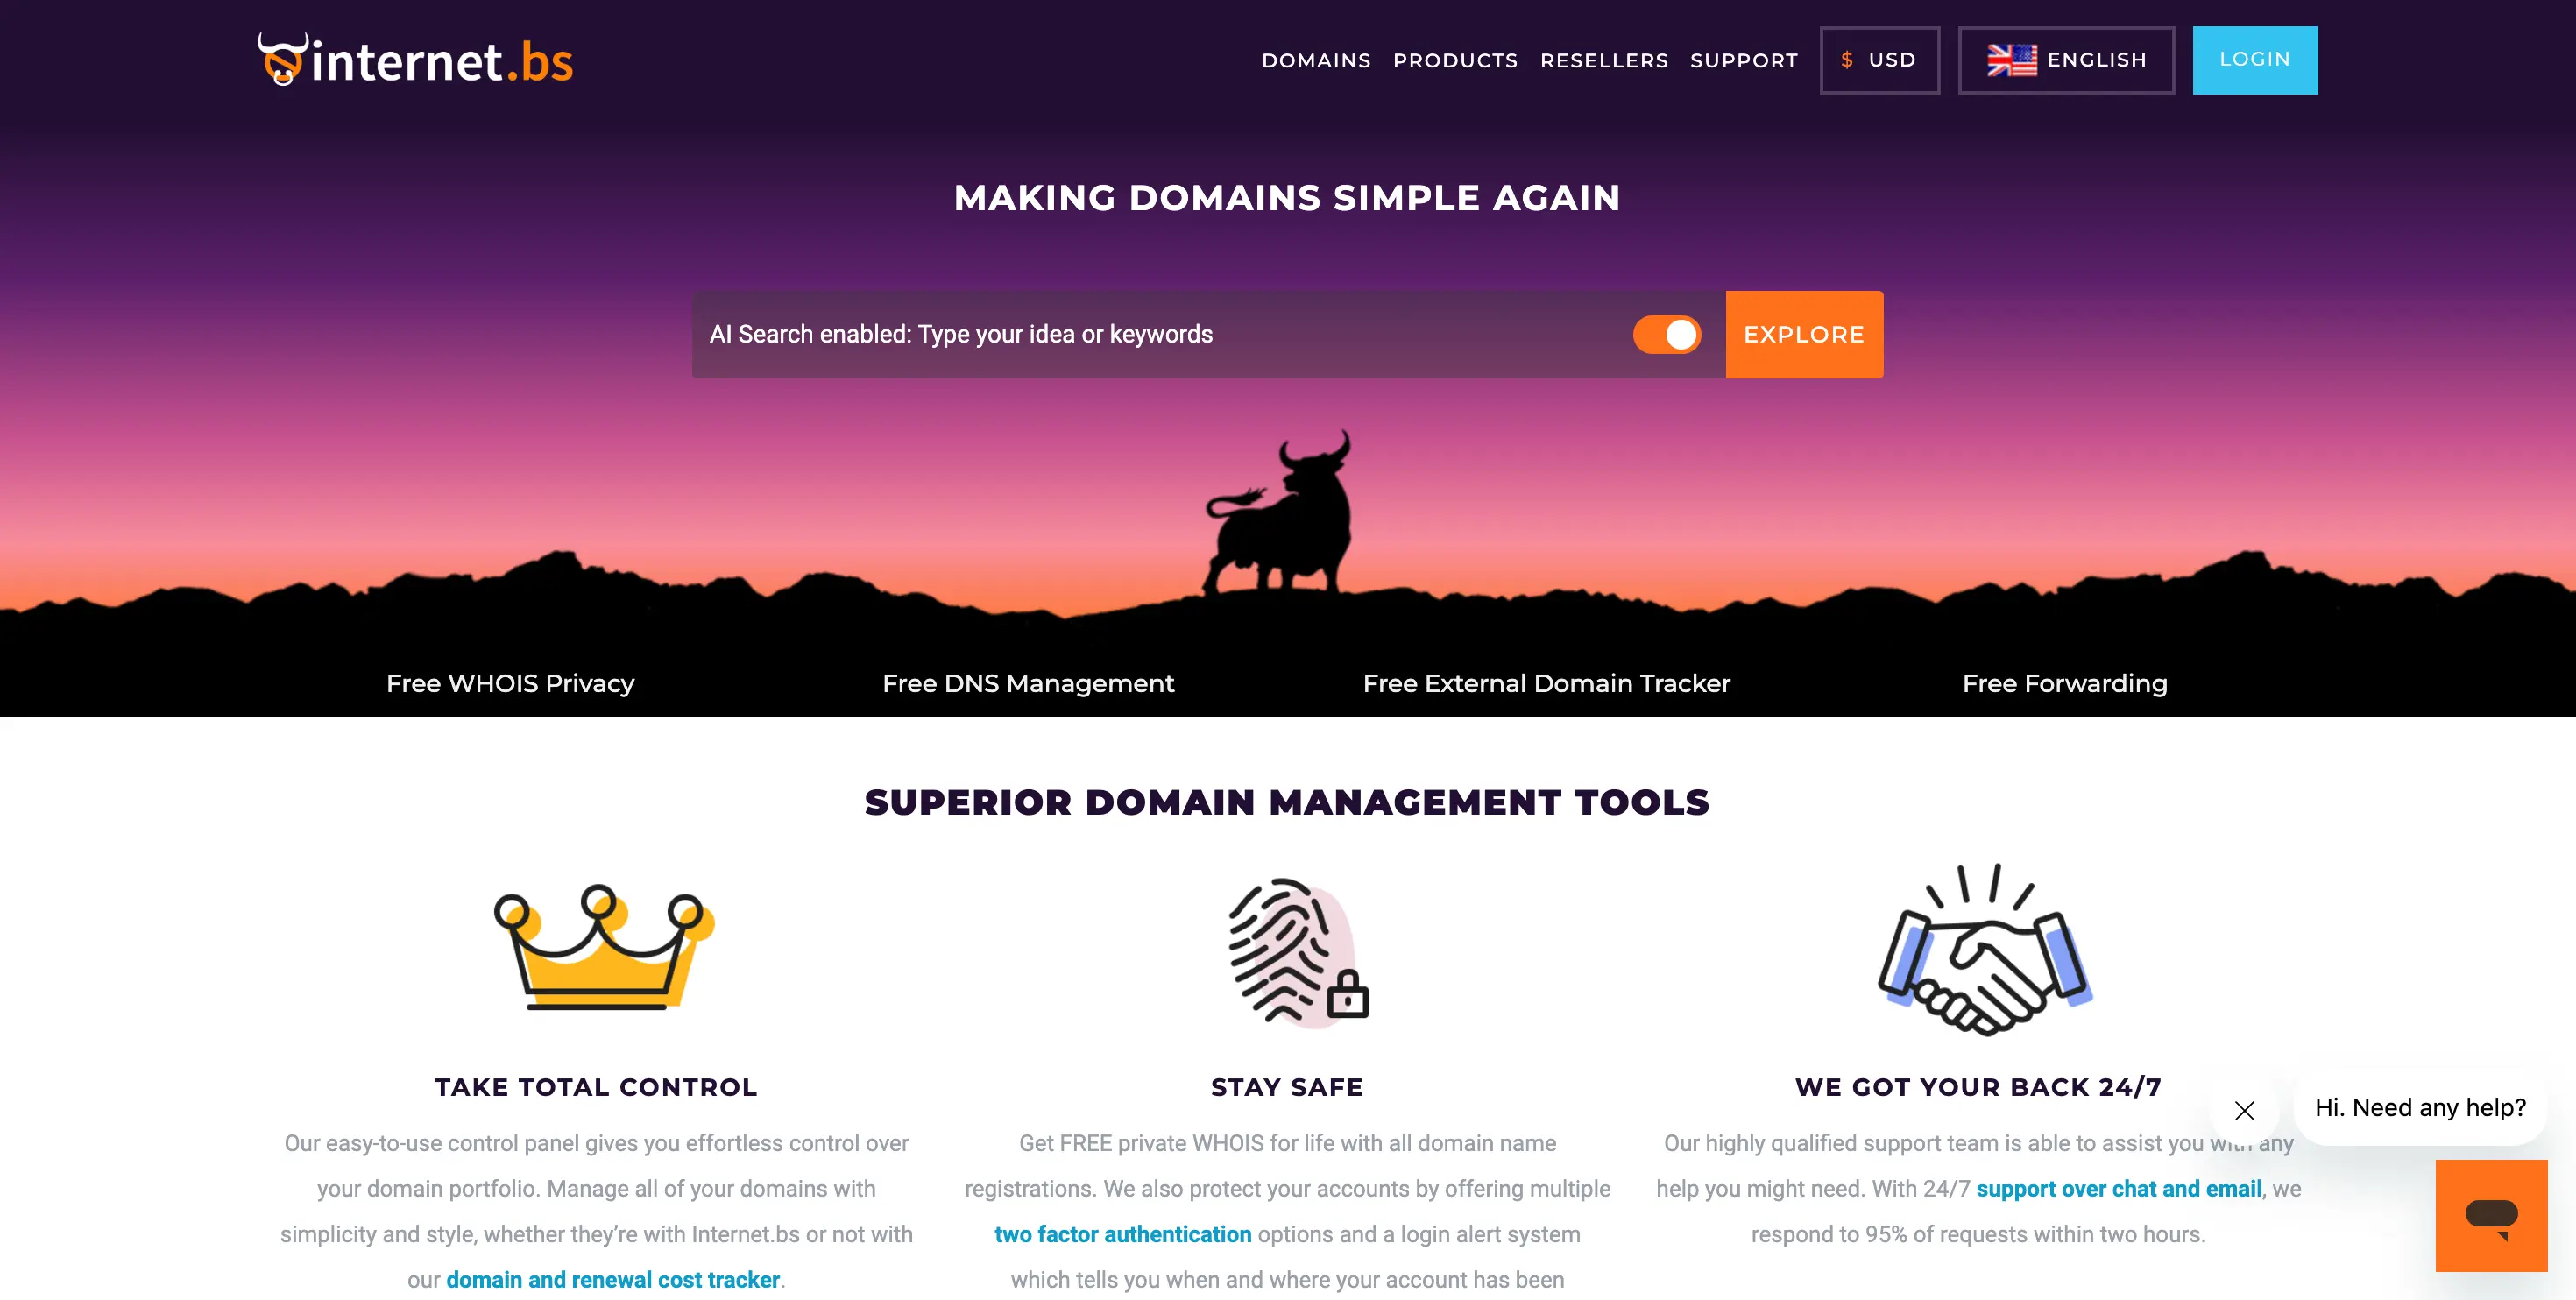 internet.bs
DOMAINS PRODUCTS RESELLERS SUPPORT $ USD ENGLISH LOGIN
MAKING DOMAINS SIMPLE AGAIN
AI Search enabled: Type your idea or keywords EXPLORE
Free WHOIS Privacy Free DNS Management Free External Domain Tracker Free Forwarding
SUPERIOR DOMAIN MANAGEMENT TOOLS
TAKE TOTAL CONTROL
Our easy-to-use control panel gives you effortless control over
your domain portfolio. Manage all of your domains with
simplicity and style, whether they’re with Internet.bs or not with
our domain and renewal cost tracker.
STAY SAFE
Get FREE private WHOIS for life with all domain name
registrations. We also protect your accounts by offering multiple
two factor authentication options and a login alert system
which tells you when and where your account has been
WE GOT YOUR BACK 24/7
Our highly qualified support team is able to assist you with any
help you might need. With 24/7 support over chat and email, we
respond to 95% of requests within two hours.
Hi. Need any help?